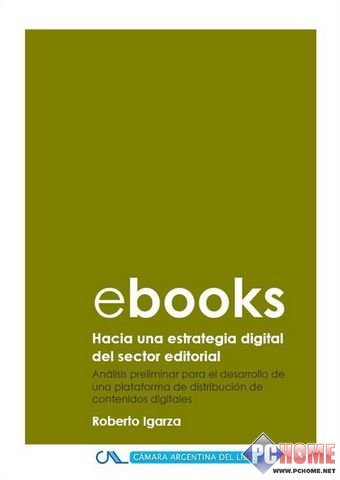 ebooks
Hacia una estrategia digital
del sector editorial
Análisis preliminar para el desarrollo de
una plataforma de distribución de
contenidos digitales
Roberto Igarza
CAL CÁMARA ARGENTINA DEL
PCHOME
WWW.PCHOME.NET